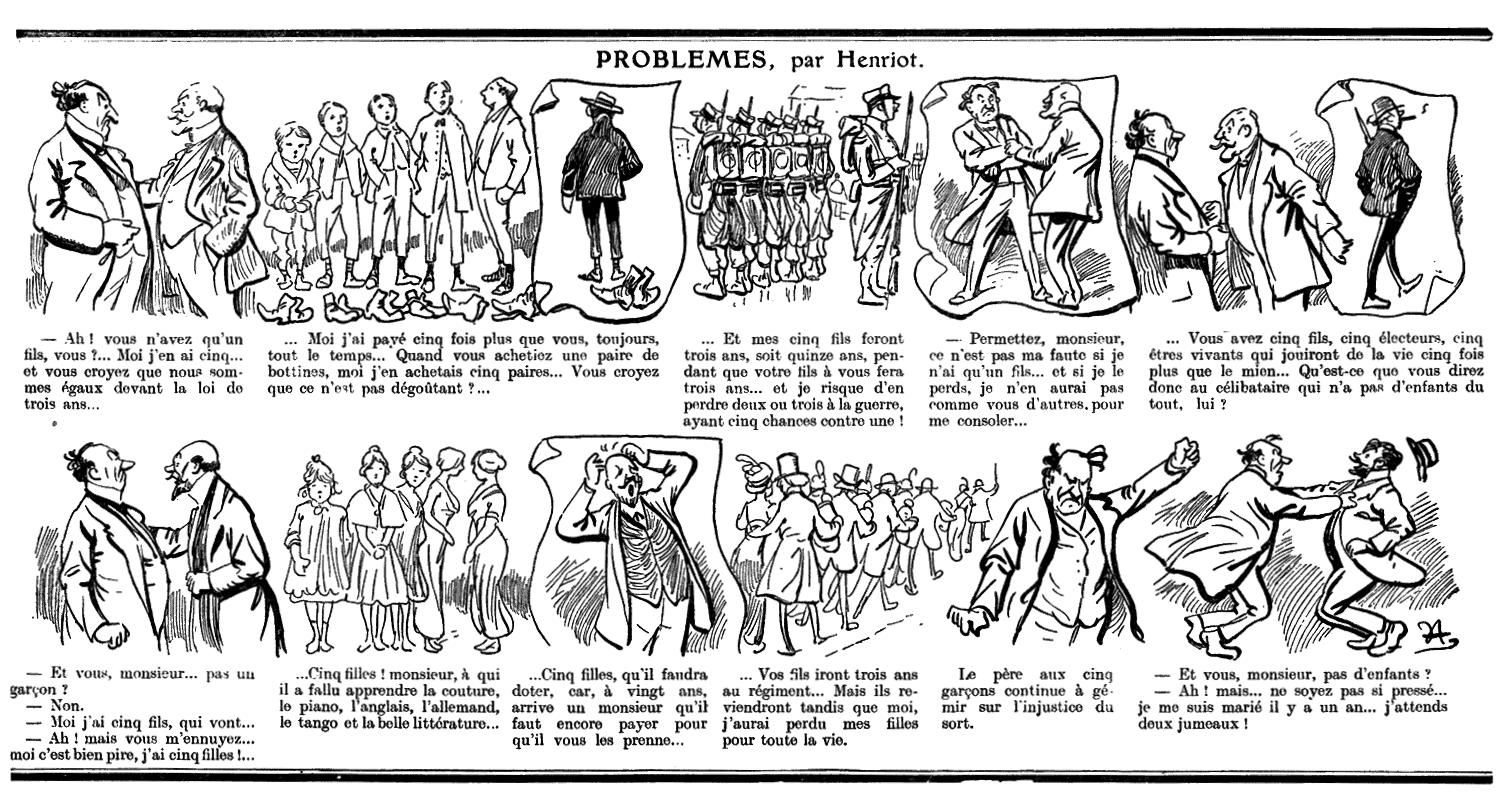 PROBLEMES, par Henriot.
— Ah ! vous n'avez qu'un
fils, vous ?... Moi j'en ai cinq...
et vous croyez que nous som-
mes égaux devant la loi de
trois ans...
... Moi j'ai payé cinq fois plus que vous, toujours,
tout le temps... Quand vous achetiez une paire de
bottines, moi j'en achetais cinq paires... Vous croyez
que ce n'est pas dégoûtant ?...
... Et mes cinq fils feront
trois ans, soit quinze ans, pen-
dant que votre fils à vous fera
trois ans... et je risque d'en
perdre deux ou trois à la guerre,
ayant cinq chances contre une !
— Permettez, monsieur,
ce n'est pas ma faute si je
n'ai qu'un fils... et si je le
perds, je n'en aurai pas
comme vous d'autres. pour
me consoler...
... Vous avez cinq fils, cinq électeurs, cinq
êtres vivants qui jouiront de la vie cinq fois
plus que le mien... Qu'est-ce que vous direz
donc au célibataire qui n'a pas d'enfants du
tout, lui ?
— Et vous, monsieur... pas un
garçon ?
— Non.
— Moi j'ai cinq fils, qui vont...
— Ah ! mais vous m'ennuyez...
moi c'est bien pire, j'ai cinq filles !...
...Cinq filles ! monsieur, à qui
il a fallu apprendre la couture,
le piano, l'anglais, l'allemand,
le tango et la belle littérature...
...Cinq filles, qu'il faudra
doter, car, à vingt ans,
arrive un monsieur qu'il
faut encore payer pour
qu'il vous les prenne...
... Vos fils iront trois ans
au régiment... Mais ils re-
viendront tandis que moi,
j'aurai perdu mes filles
pour toute la vie.
Le père aux cinq
garçons continue à gé-
mir sur l'injustice du
sort.
— Et vous, monsieur, pas d'enfants ?
— Ah ! mais... ne soyez pas si pressé...
je me suis marié il y a un an... j'attends
deux jumeaux !